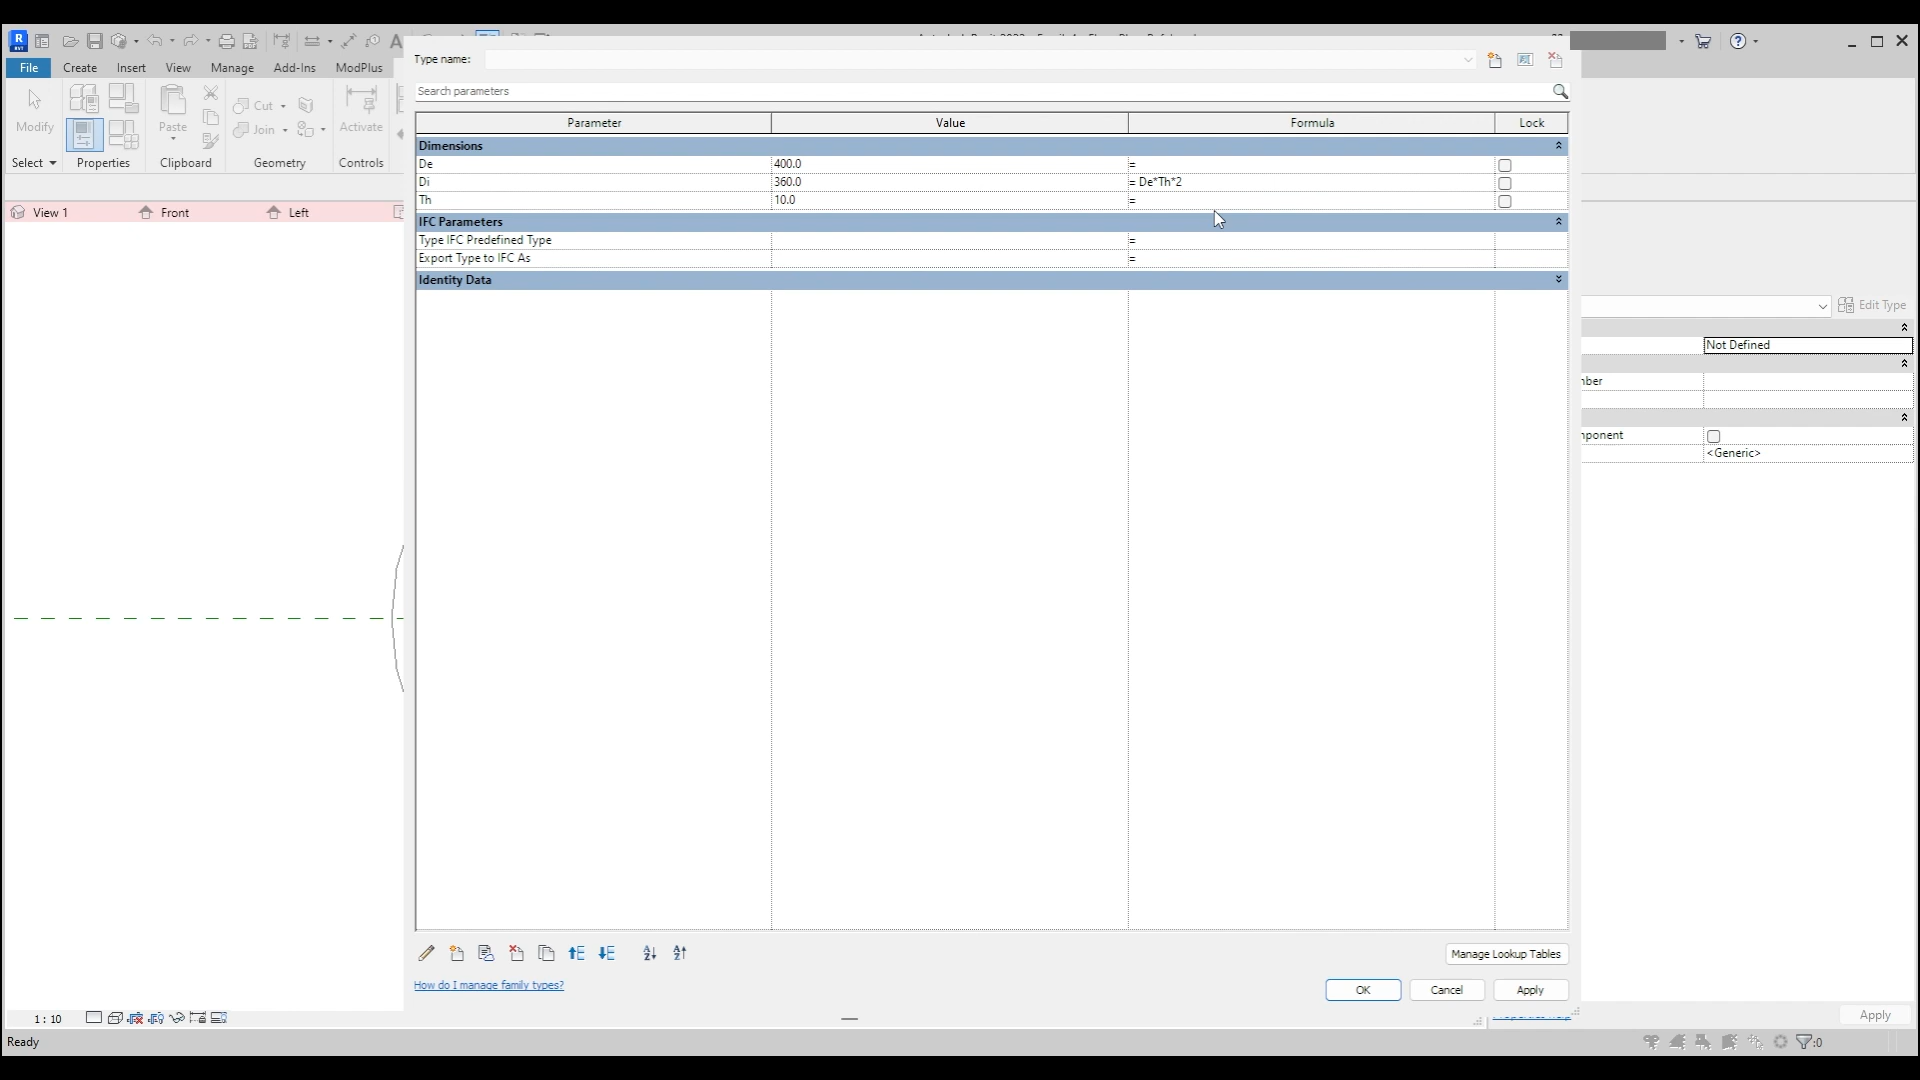 File Create Insert View Manage Add-Ins ModPlus
Modify
Paste
Cut
Join
Activate
Select Properties Clipboard Geometry Controls
View 1 Front Left
Type name:
Search parameters
Parameter Value Formula Lock
Dimensions
De 400.0 =
Di 360.0 = De*Th*2
Th 10.0 =
IFC Parameters
Type IFC Predefined Type =
Export Type to IFC As =
Identity Data
Edit Type
Not Defined
nber
nponent
<Generic>
Manage Lookup Tables
How do I manage family types?
OK Cancel Apply
1 : 10
Apply
Ready
:0